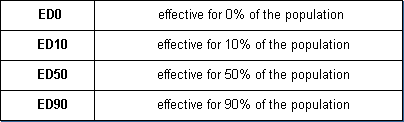 ED0 effective for 0% of the population
ED10 effective for 10% of the population
ED50 effective for 50% of the population
ED90 effective for 90% of the population